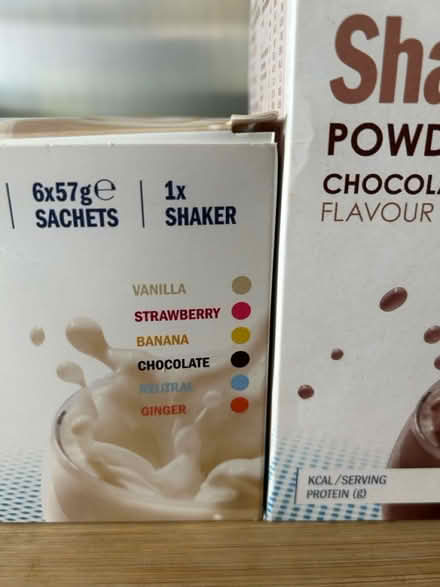 6x57g℮
SACHETS
1x
SHAKER
VANILLA
STRAWBERRY
BANANA
CHOCOLATE
NEUTRAL
GINGER
Sha
POWD
CHOCOLA
FLAVOUR
KCAL/SERVING
PROTEIN (g)